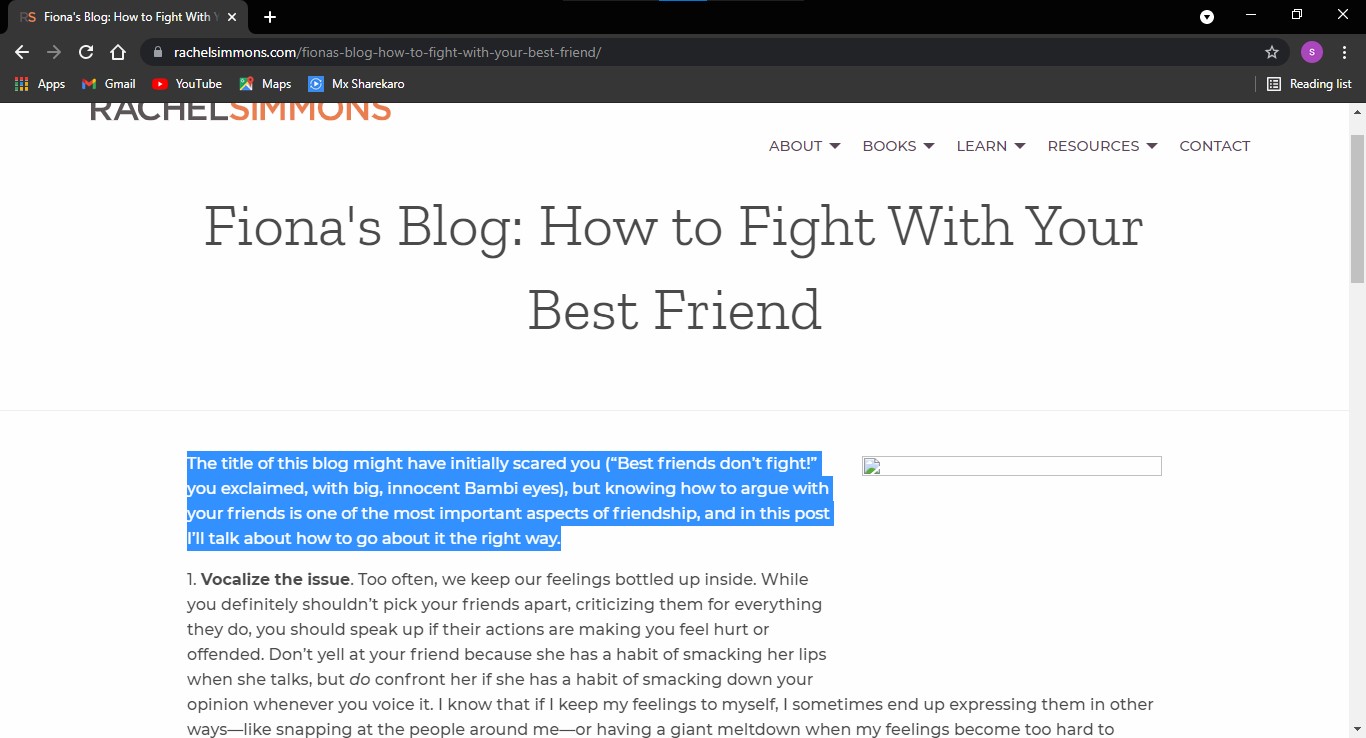 RS Fiona's Blog: How to Fight With Y
rachelsimmons.com/fionas-blog-how-to-fight-with-your-best-friend/
S
Apps Gmail YouTube Maps Mx Sharekaro Reading list
RACHELSIMMONS
ABOUT BOOKS LEARN RESOURCES CONTACT
Fiona's Blog: How to Fight With Your
Best Friend
The title of this blog might have initially scared you (“Best friends don’t fight!”
you exclaimed, with big, innocent Bambi eyes), but knowing how to argue with
your friends is one of the most important aspects of friendship, and in this post
I’ll talk about how to go about it the right way.
1. Vocalize the issue. Too often, we keep our feelings bottled up inside. While
you definitely shouldn’t pick your friends apart, criticizing them for everything
they do, you should speak up if their actions are making you feel hurt or
offended. Don’t yell at your friend because she has a habit of smacking her lips
when she talks, but do confront her if she has a habit of smacking down your
opinion whenever you voice it. I know that if I keep my feelings to myself, I sometimes end up expressing them in other
ways—like snapping at the people around me—or having a giant meltdown when my feelings become too hard to